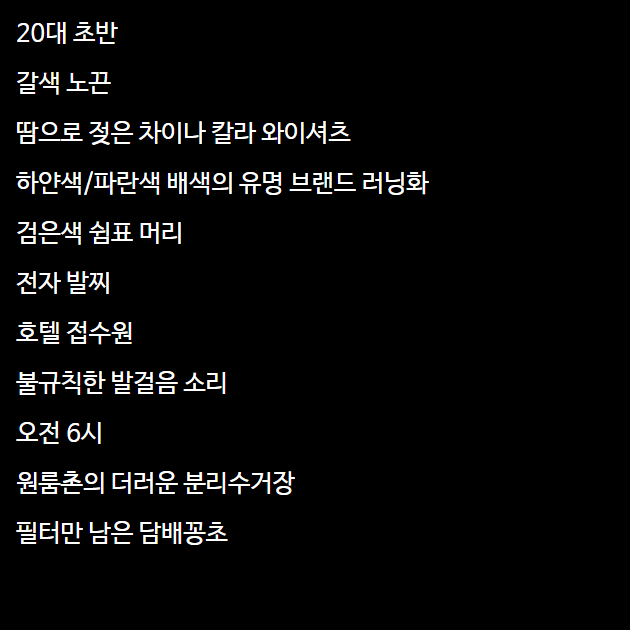 20대 초반
갈색 노끈
땀으로 젖은 차이나 칼라 와이셔츠
하얀색/파란색 배색의 유명 브랜드 러닝화
검은색 쉼표 머리
전자 발찌
호텔 접수원
불규칙한 발걸음 소리
오전 6시
원룸촌의 더러운 분리수거장
필터만 남은 담배꽁초